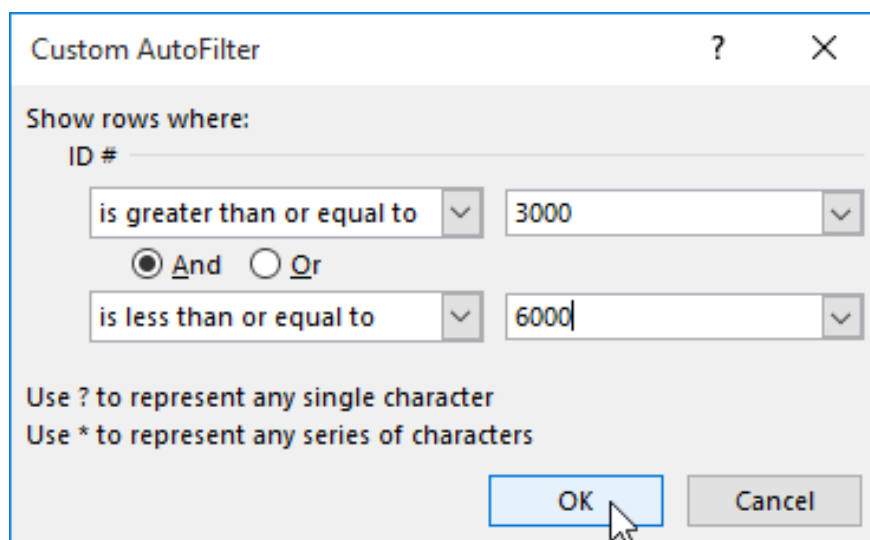 Custom AutoFilter ?
Show rows where:
ID #
is greater than or equal to 3000
And Or
is less than or equal to 6000
Use ? to represent any single character
Use * to represent any series of characters
OK Cancel